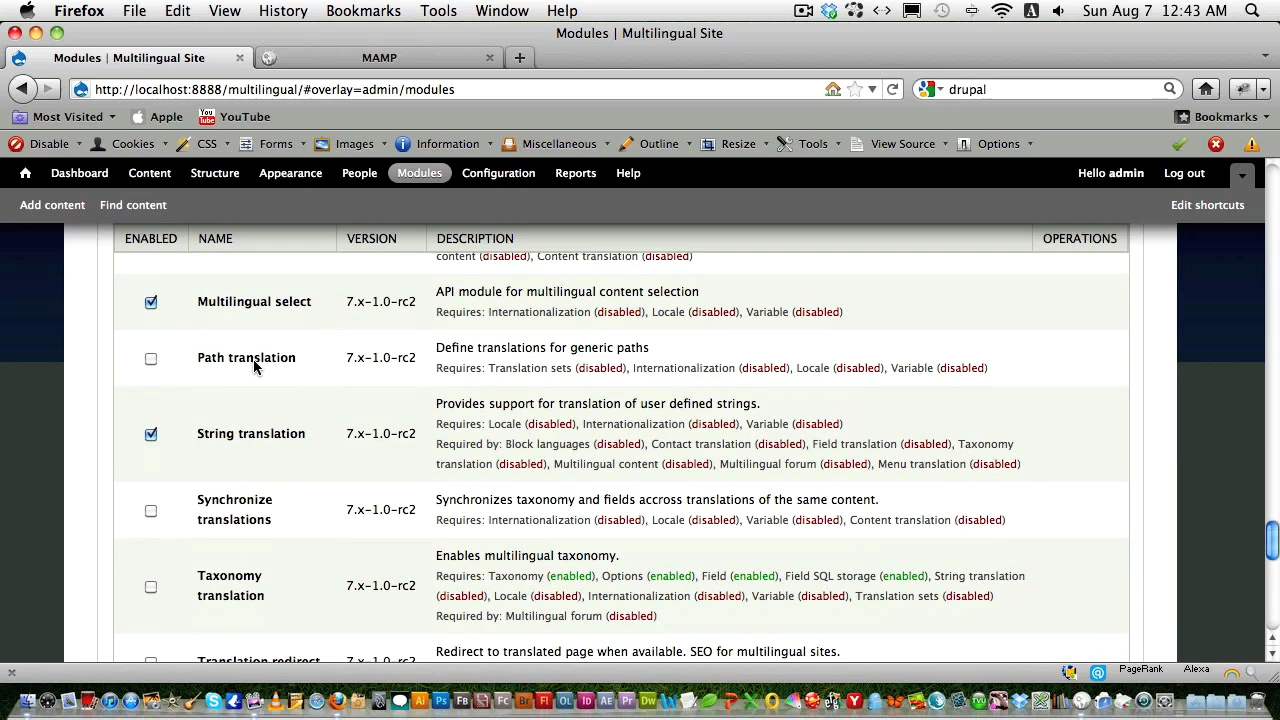 Firefox File Edit View History Bookmarks Tools Window Help Sun Aug 7 12:43 AM
Modules | Multilingual Site
Modules | Multilingual Site MAMP
http://localhost:8888/multilingual/#overlay=admin/modules drupal
Most Visited Apple YouTube Bookmarks
Disable Cookies CSS Forms Images Information Miscellaneous Outline Resize Tools View Source Options
Dashboard Content Structure Appearance People Modules Configuration Reports Help Hello admin Log out
Add content Find content Edit shortcuts
ENABLED NAME VERSION DESCRIPTION OPERATIONS
content (disabled), Content translation (disabled)
Multilingual select 7.x-1.0-rc2 API module for multilingual content selection
Requires: Internationalization (disabled), Locale (disabled), Variable (disabled)
Path translation 7.x-1.0-rc2 Define translations for generic paths
Requires: Translation sets (disabled), Internationalization (disabled), Locale (disabled), Variable (disabled)
String translation 7.x-1.0-rc2 Provides support for translation of user defined strings.
Requires: Locale (disabled), Internationalization (disabled), Variable (disabled)
Required by: Block languages (disabled), Contact translation (disabled), Field translation (disabled), Taxonomy
translation (disabled), Multilingual content (disabled), Multilingual forum (disabled), Menu translation (disabled)
Synchronize translations 7.x-1.0-rc2 Synchronizes taxonomy and fields accross translations of the same content.
Requires: Internationalization (disabled), Locale (disabled), Variable (disabled), Content translation (disabled)
Taxonomy translation 7.x-1.0-rc2 Enables multilingual taxonomy.
Requires: Taxonomy (enabled), Options (enabled), Field (enabled), Field SQL storage (enabled), String translation
(disabled), Locale (disabled), Internationalization (disabled), Variable (disabled), Translation sets (disabled)
Required by: Multilingual forum (disabled)
Translation redirect 7.x-1.0-rc2 Redirect to translated page when available. SEO for multilingual sites.
PageRank Alexa